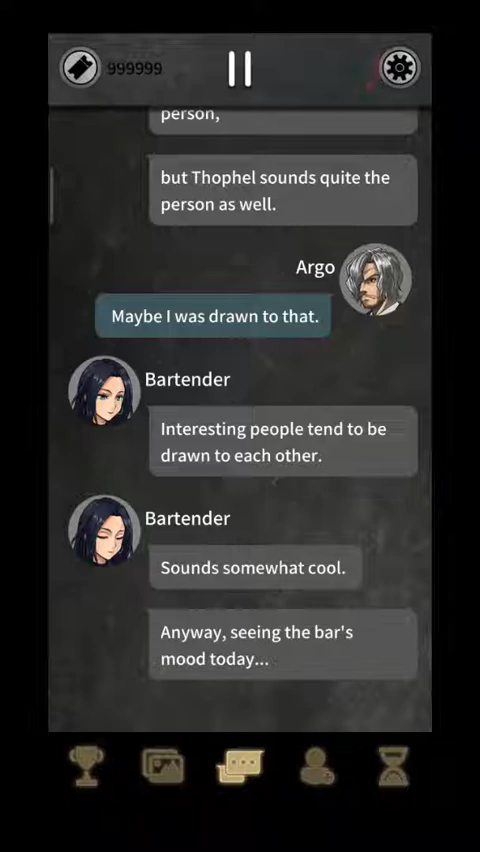 999999
person,
but Thophel sounds quite the
person as well.
Argo
Maybe I was drawn to that.
Bartender
Interesting people tend to be
drawn to each other.
Bartender
Sounds somewhat cool.
Anyway, seeing the bar's
mood today...